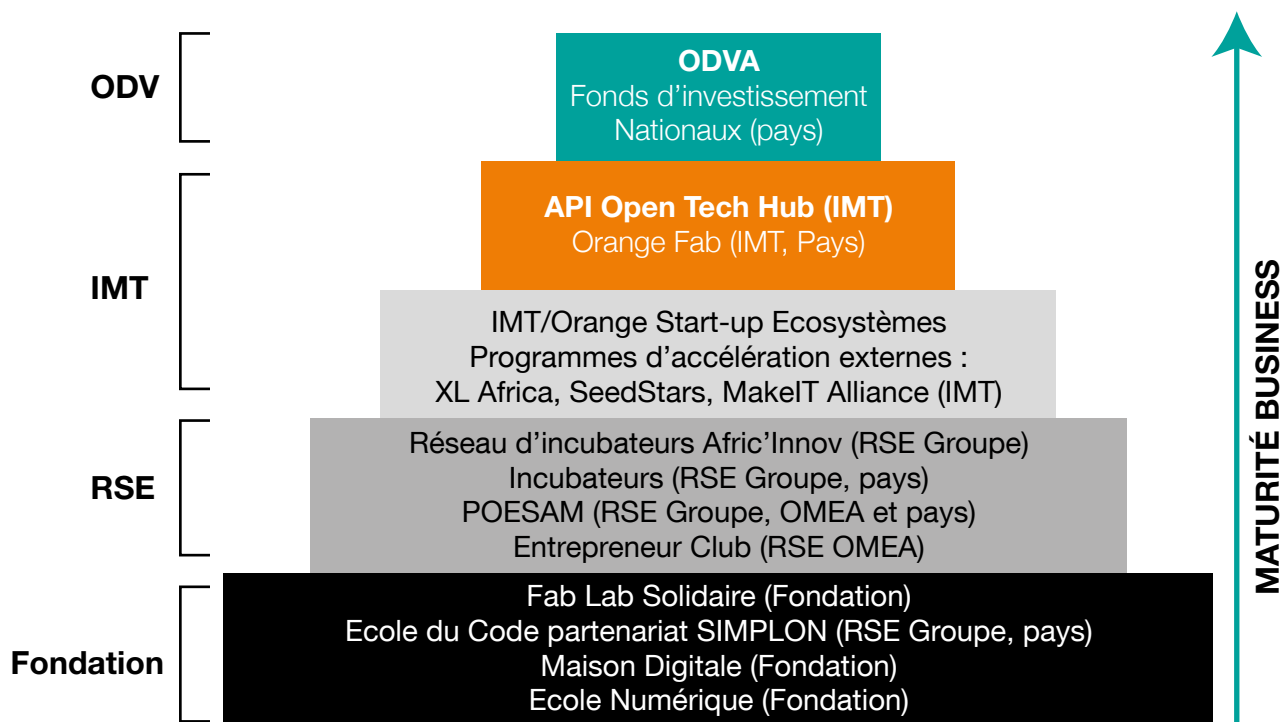 ODV
ODVA
Fonds d'investissement
Nationaux (pays)
IMT
API Open Tech Hub (IMT)
Orange Fab (IMT, Pays)
IMT/Orange Start-up Ecosystèmes
Programmes d'accélération externes :
XL Africa, SeedStars, MakeIT Alliance (IMT)
RSE
Réseau d'incubateurs Afric'Innov (RSE Groupe)
Incubateurs (RSE Groupe, pays)
POESAM (RSE Groupe, OMEA et pays)
Entrepreneur Club (RSE OMEA)
Fondation
Fab Lab Solidaire (Fondation)
Ecole du Code partenariat SIMPLON (RSE Groupe, pays)
Maison Digitale (Fondation)
Ecole Numérique (Fondation)
MATURITÉ BUSINESS